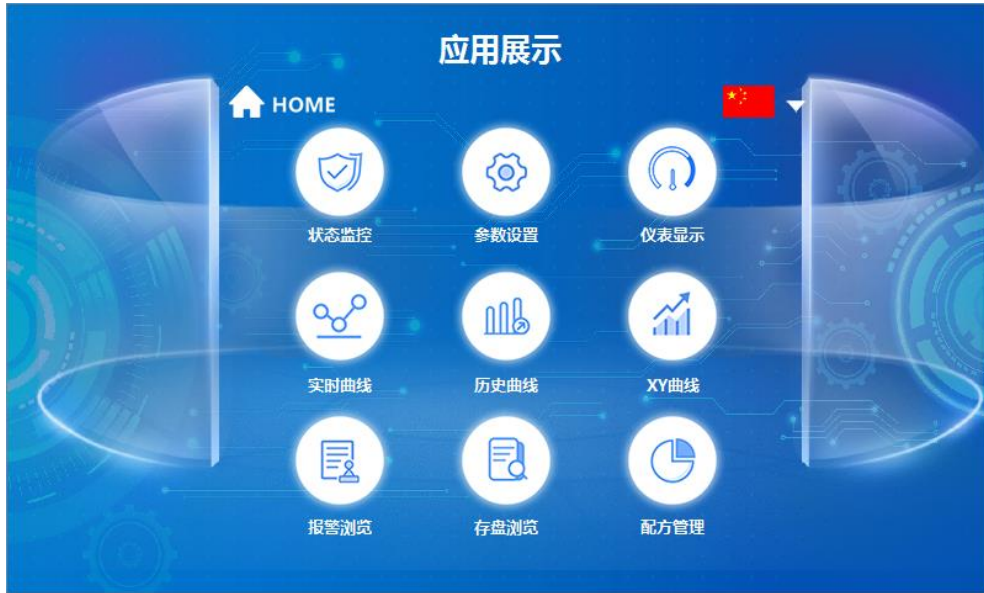 应用展示
HOME
状态监控
参数设置
仪表显示
实时曲线
历史曲线
XY曲线
报警浏览
存盘浏览
配方管理